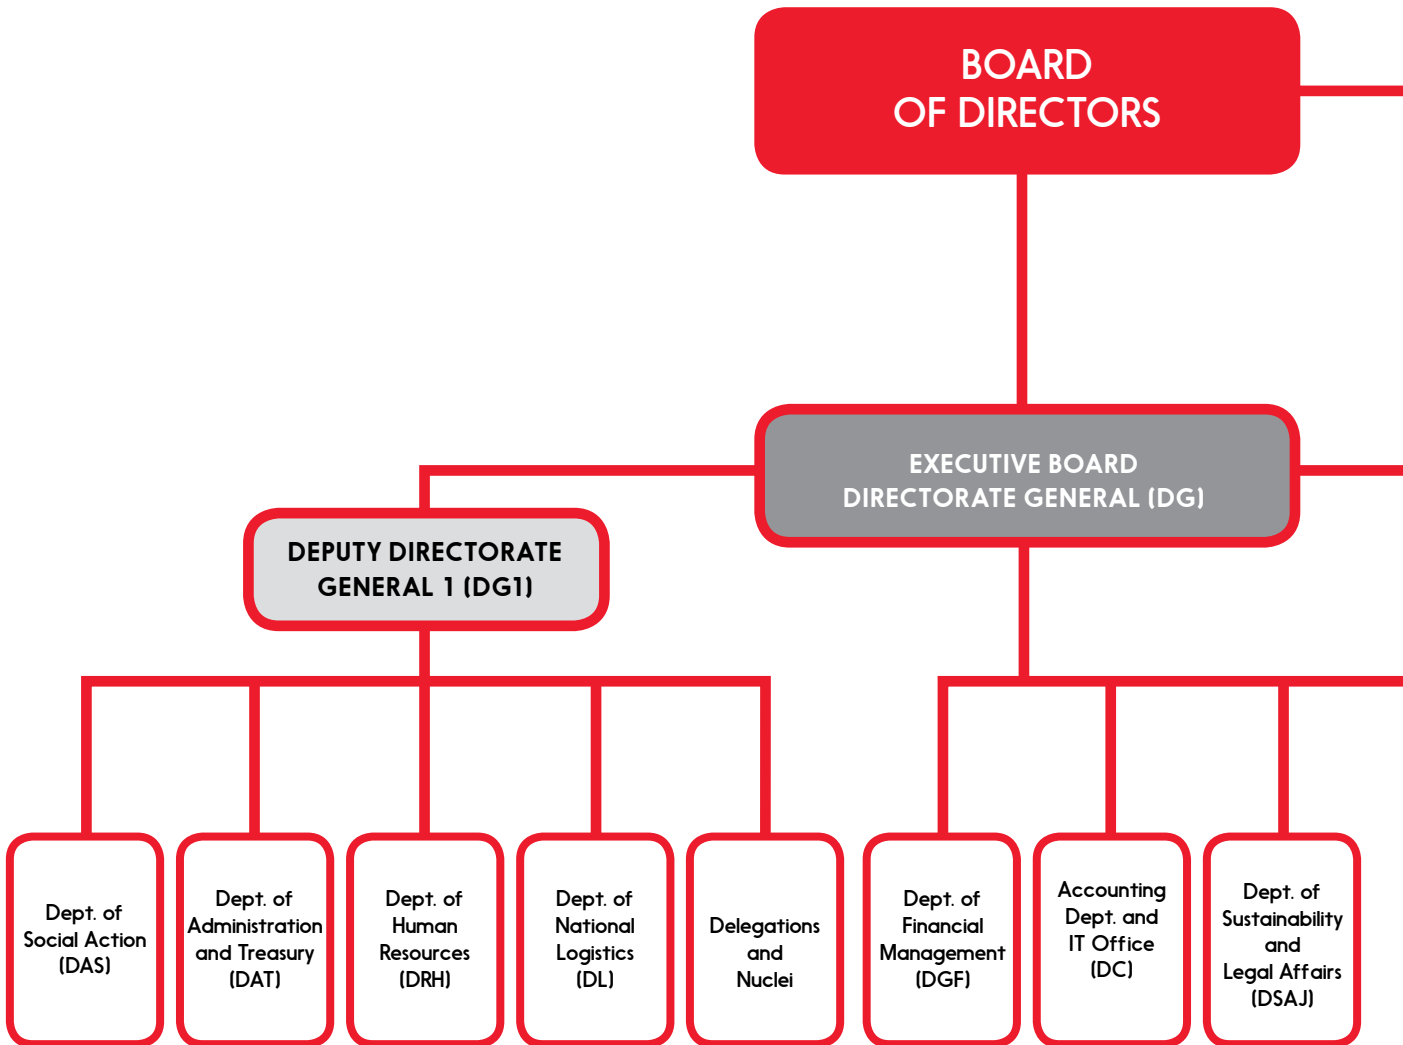 BOARD
OF DIRECTORS
EXECUTIVE BOARD
DIRECTORATE GENERAL (DG)
DEPUTY DIRECTORATE
GENERAL 1 (DG1)
Dept. of
Social Action
(DAS)
Dept. of
Administration
and Treasury
(DAT)
Dept. of
Human
Resources
(DRH)
Dept. of
National
Logistics
(DL)
Delegations
and
Nuclei
Dept. of
Financial
Management
(DGF)
Accounting
Dept. and
IT Office
(DC)
Dept. of
Sustainability
and
Legal Affairs
(DSAJ)